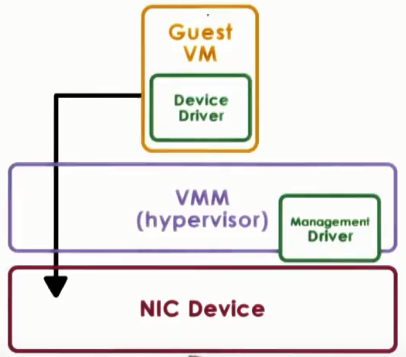 Guest
VM
Device
Driver
VMM
(hypervisor)
Management
Driver
NIC Device